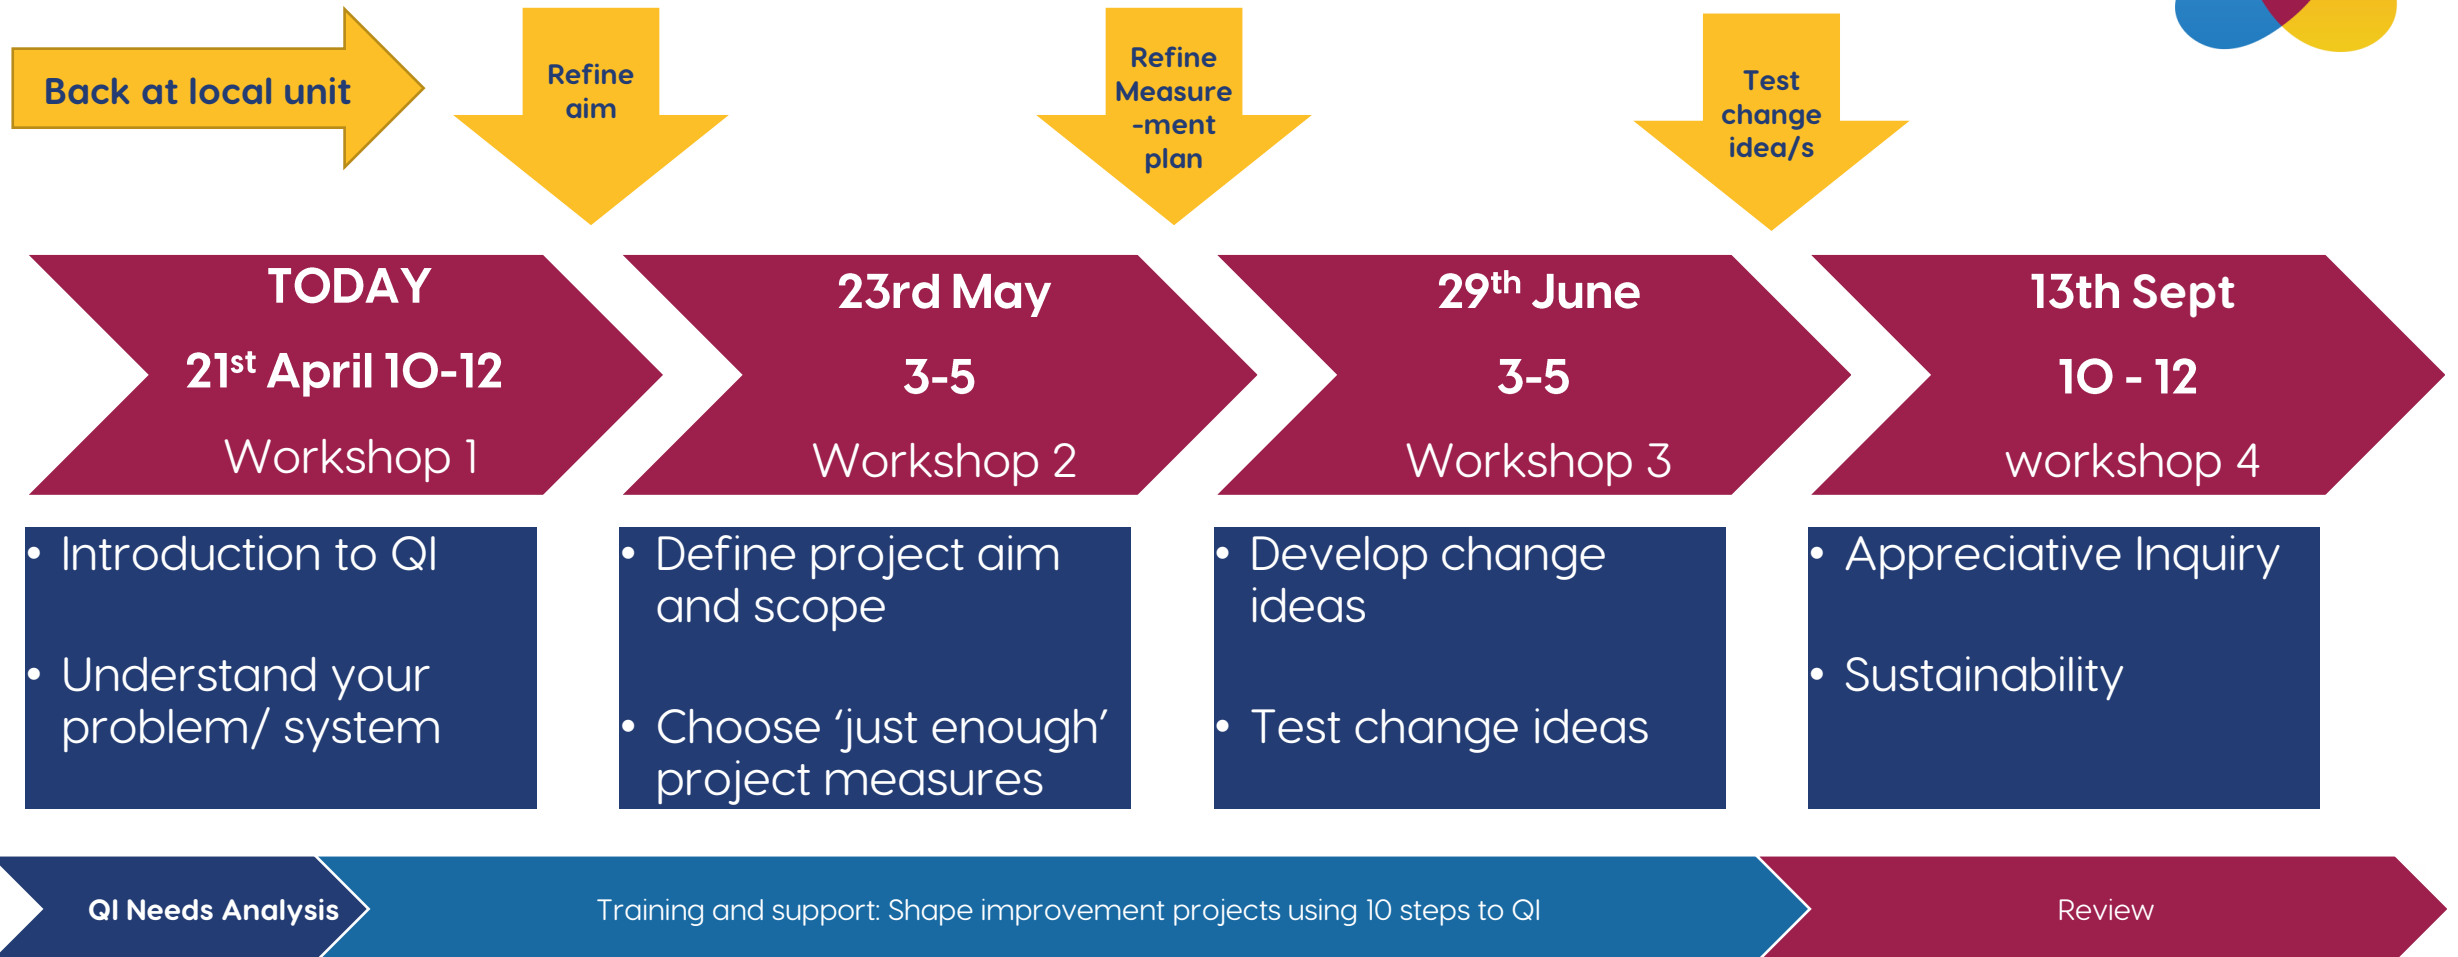 Back at local unit
Refine
aim
Refine
Measure
-ment
plan
Test
change
idea/s
TODAY
21st April 10-12
Workshop 1
23rd May
3-5
Workshop 2
29th June
3-5
Workshop 3
13th Sept
10 - 12
workshop 4
• Introduction to QI
• Understand your
problem/ system
• Define project aim
and scope
• Choose ‘just enough’
project measures
• Develop change
ideas
• Test change ideas
• Appreciative Inquiry
• Sustainability
QI Needs Analysis
Training and support: Shape improvement projects using 10 steps to QI
Review